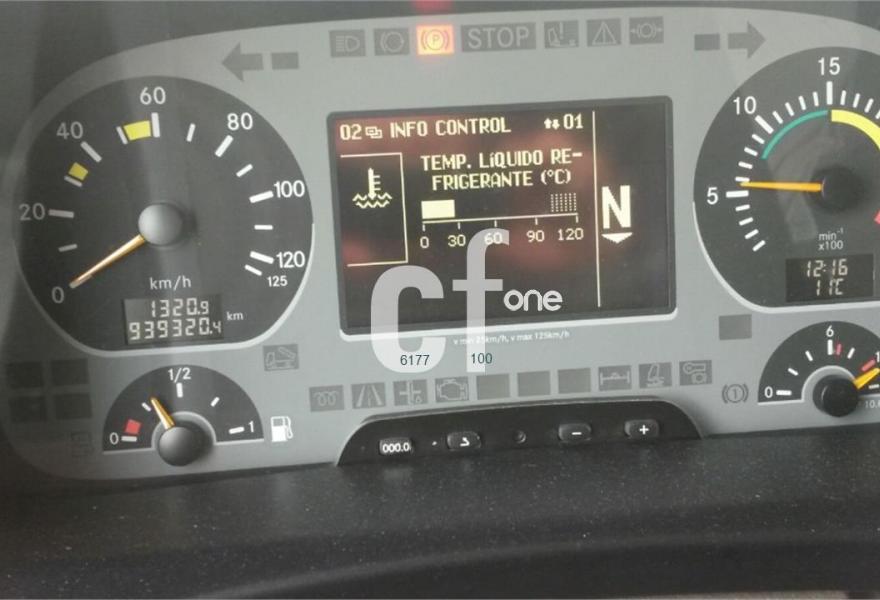 STOP
60
40
80
20
100
120
125
0
km/h
1320.9
939320.4 km
02 INFO CONTROL 01
TEMP. LíQUIDO RE-
FRIGERANTE (°C)
0 30 60 90 120
N
15
10
5
min⁻¹
x100
12:16
11°C
cf one
6177 100
v min 25km/h, v max 125km/h
1/2
0 1
6
0
000.0
- +